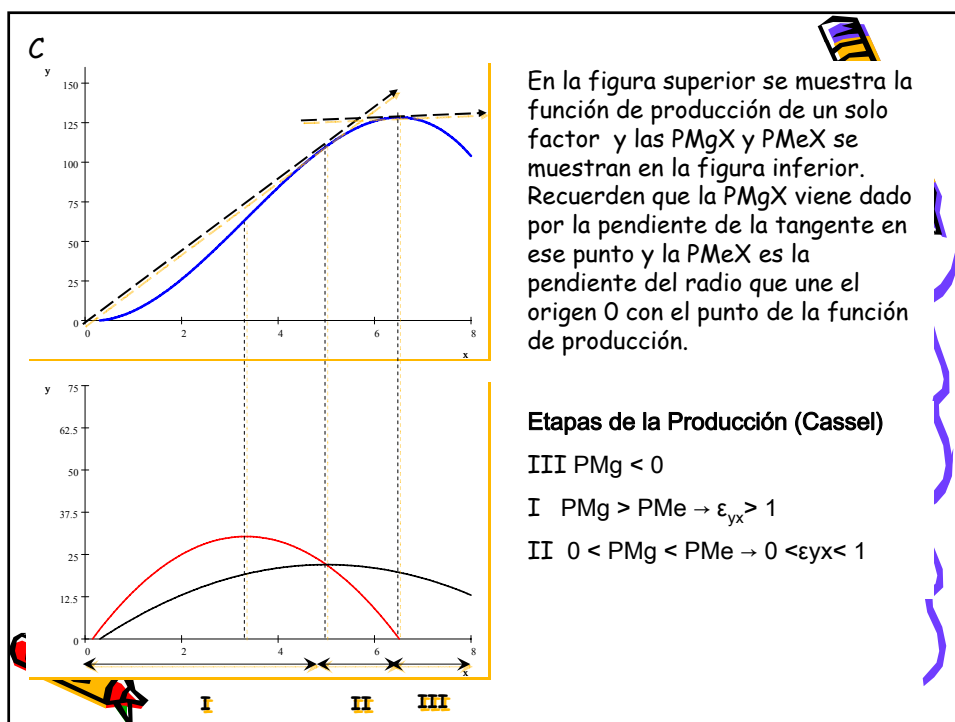 C
y
150
125
100
75
50
25
0
0 2 4 6 8
x
y
75
62.5
50
37.5
25
12.5
0
0 2 4 6 8
x
I II III
En la figura superior se muestra la
función de producción de un solo
factor y las PMgX y PMeX se
muestran en la figura inferior.
Recuerden que la PMgX viene dado
por la pendiente de la tangente en
ese punto y la PMeX es la
pendiente del radio que une el
origen 0 con el punto de la función
de producción.
Etapas de la Producción (Cassel)
III PMg < 0
I PMg > PMe → εyx> 1
II 0 < PMg < PMe → 0 <εyx< 1